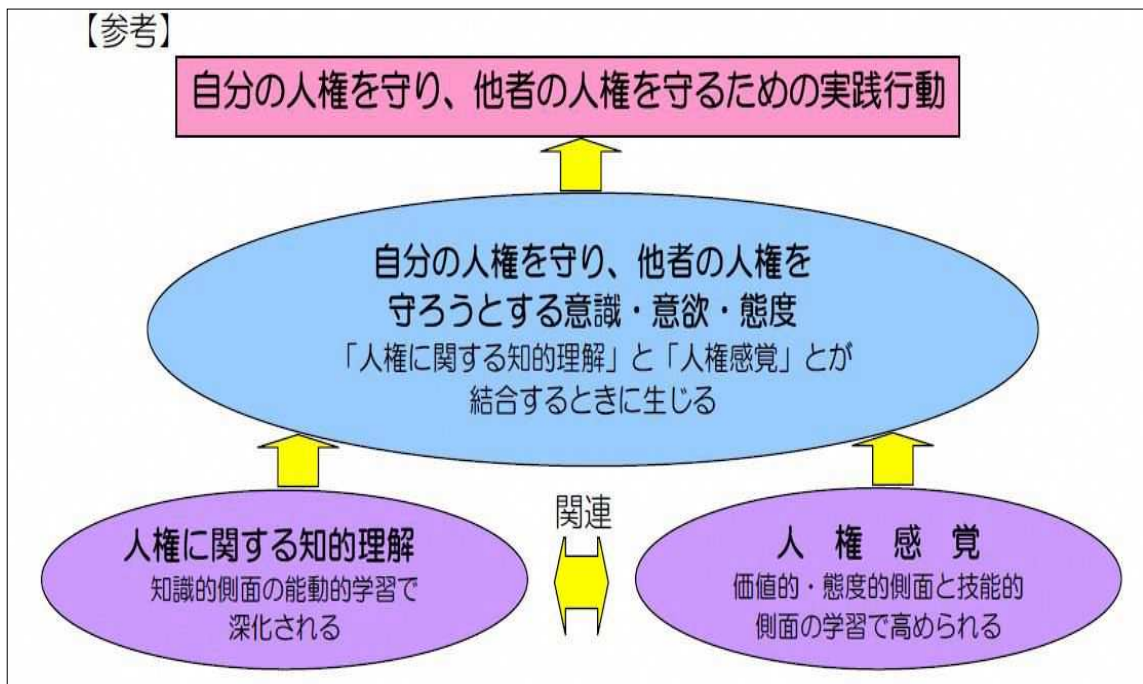 【参考】
自分の人権を守り、他者の人権を守るための実践行動
自分の人権を守り、他者の人権を
守ろうとする意識・意欲・態度
「人権に関する知的理解」と「人権感覚」とが
結合するときに生じる
関連
人権に関する知的理解
知識的側面の能動的学習で
深化される
人　権　感　覚
価値的・態度的側面と技能的
側面の学習で高められる